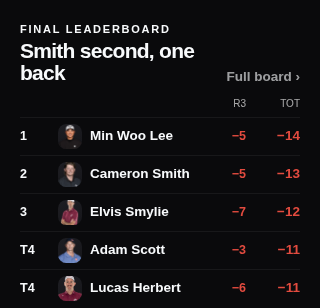 FINAL LEADERBOARD
Smith second, one
back
Full board ›
R3 TOT
1 Min Woo Lee −5 −14
2 Cameron Smith −5 −13
3 Elvis Smylie −7 −12
T4 Adam Scott −3 −11
T4 Lucas Herbert −6 −11